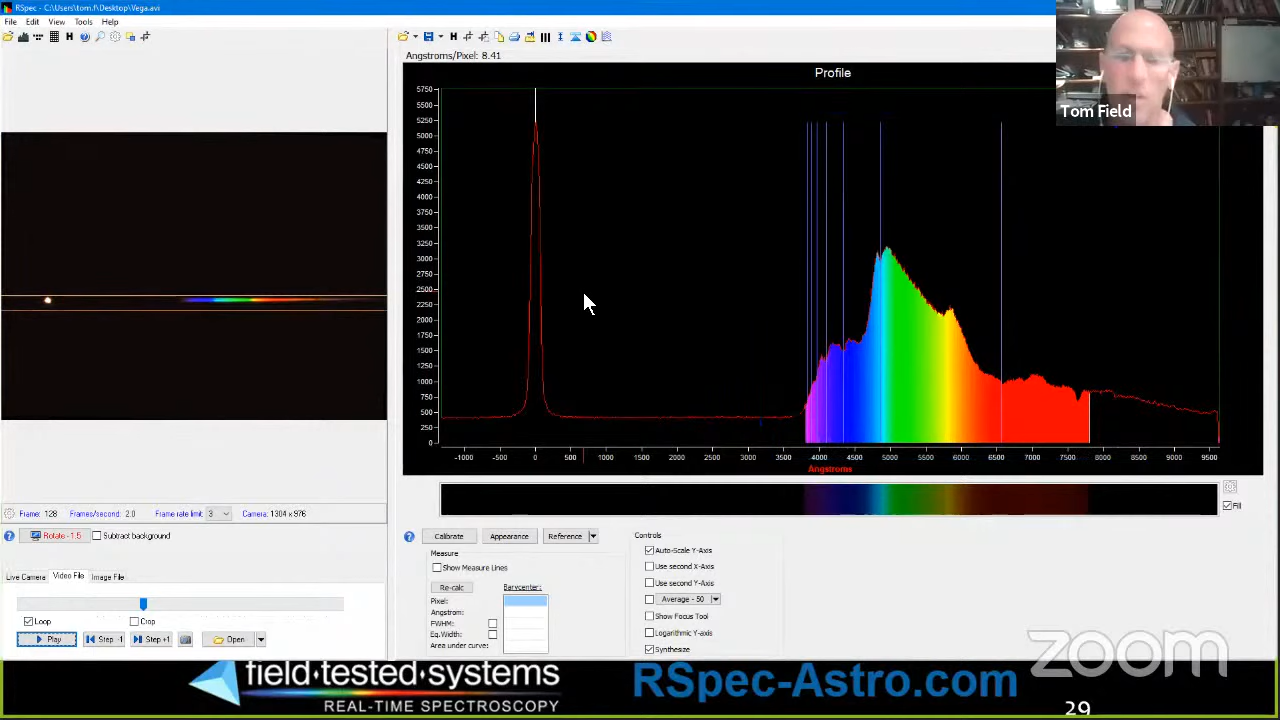 RSpec - C:\Users\tom.f\Desktop\Vega.avi
File Edit View Tools Help
Angstroms/Pixel: 8.41
Profile
Tom Field
5750
5500
5250
5000
4750
4500
4250
4000
3750
3500
3250
3000
2750
2500
2250
2000
1750
1500
1250
1000
750
500
250
0
-1000 -500 0 500 1000 1500 2000 2500 3000 3500 4000 4500 5000 5500 6000 6500 7000 7500 8000 8500 9000 9500
Angstroms
Fill
Frame: 128 Frames/second: 2.0 Frame rate limit: 3 Camera: 1304 x 976
Rotate - 1.5 Subtract background
Live Camera Video File Image File
Loop Crop
Play Step -1 Step +1 Open
Calibrate Appearance Reference
Measure
Show Measure Lines
Re-calc Barycenter:
Pixel:
Angstrom:
FWHM:
Eq.Width:
Area under curve:
Controls
Auto-Scale Y-Axis
Use second X-Axis
Use second Y-Axis
Average - 50
Show Focus Tool
Logarithmic Y-axis
Synthesize
zoom
field·tested·systems
REAL-TIME SPECTROSCOPY
RSpec-Astro.com
29